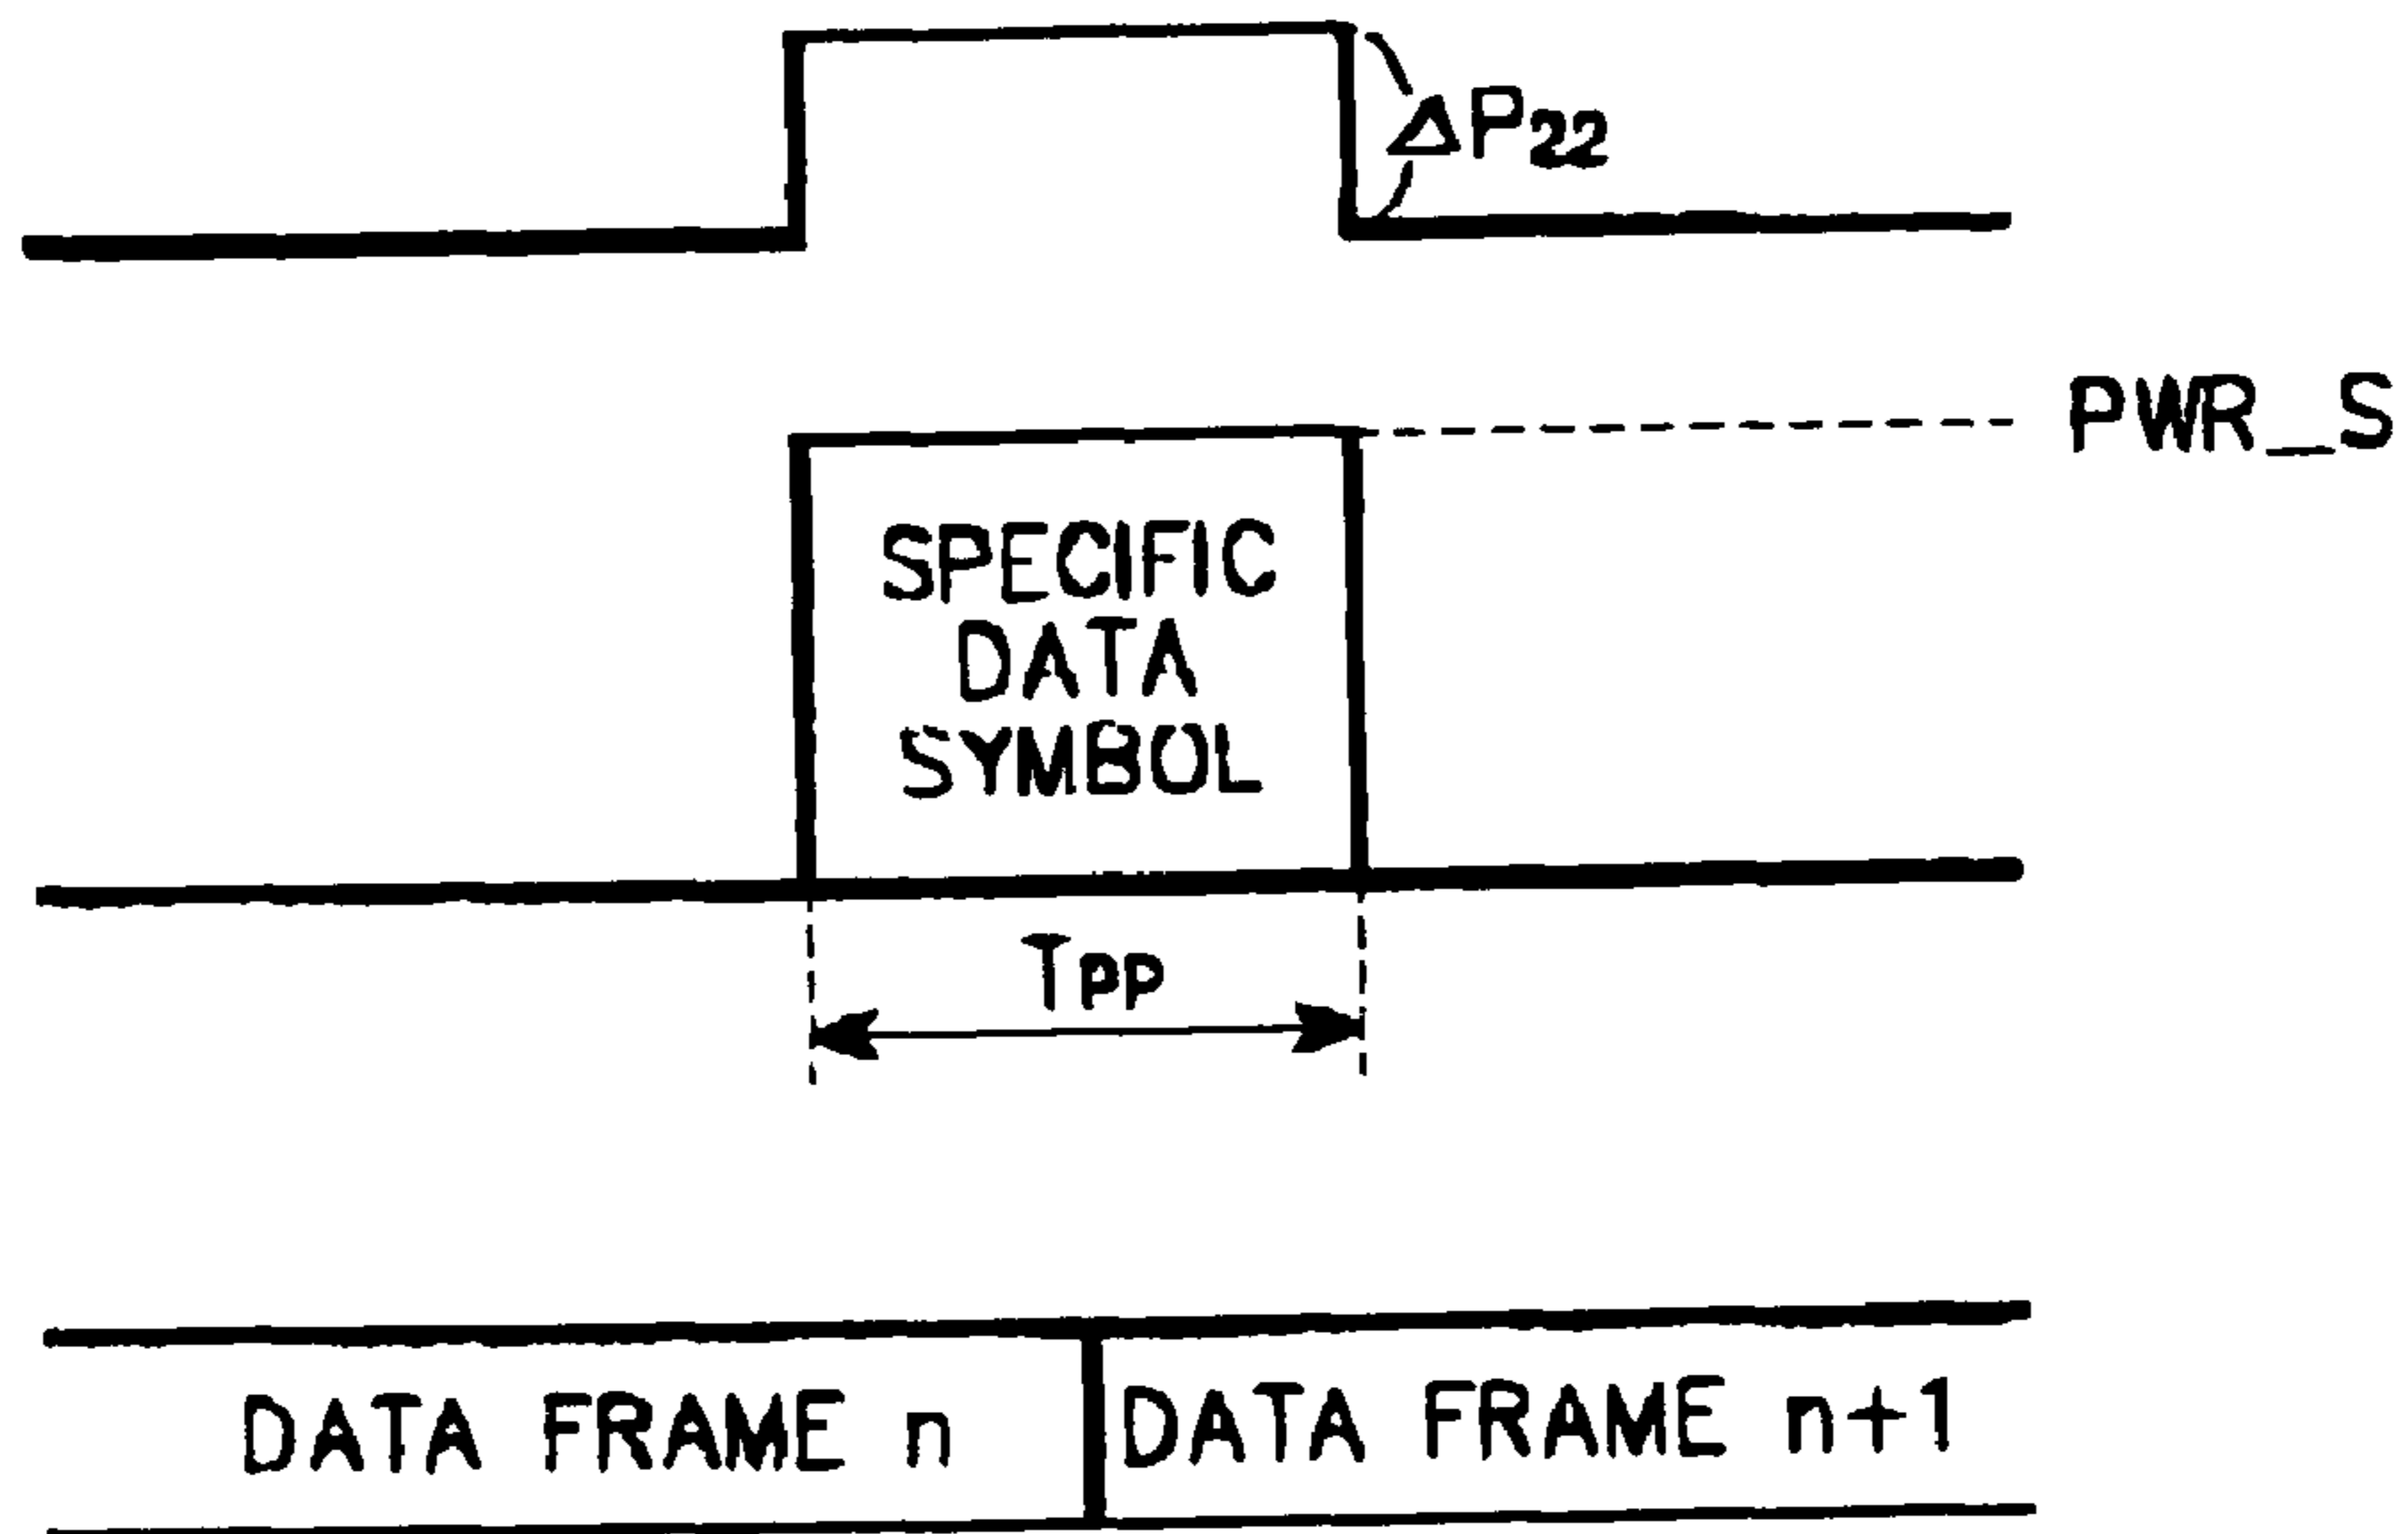 ΔP22
PWR_S
SPECIFIC
DATA
SYMBOL
TPP
DATA FRAME n
DATA FRAME n+1